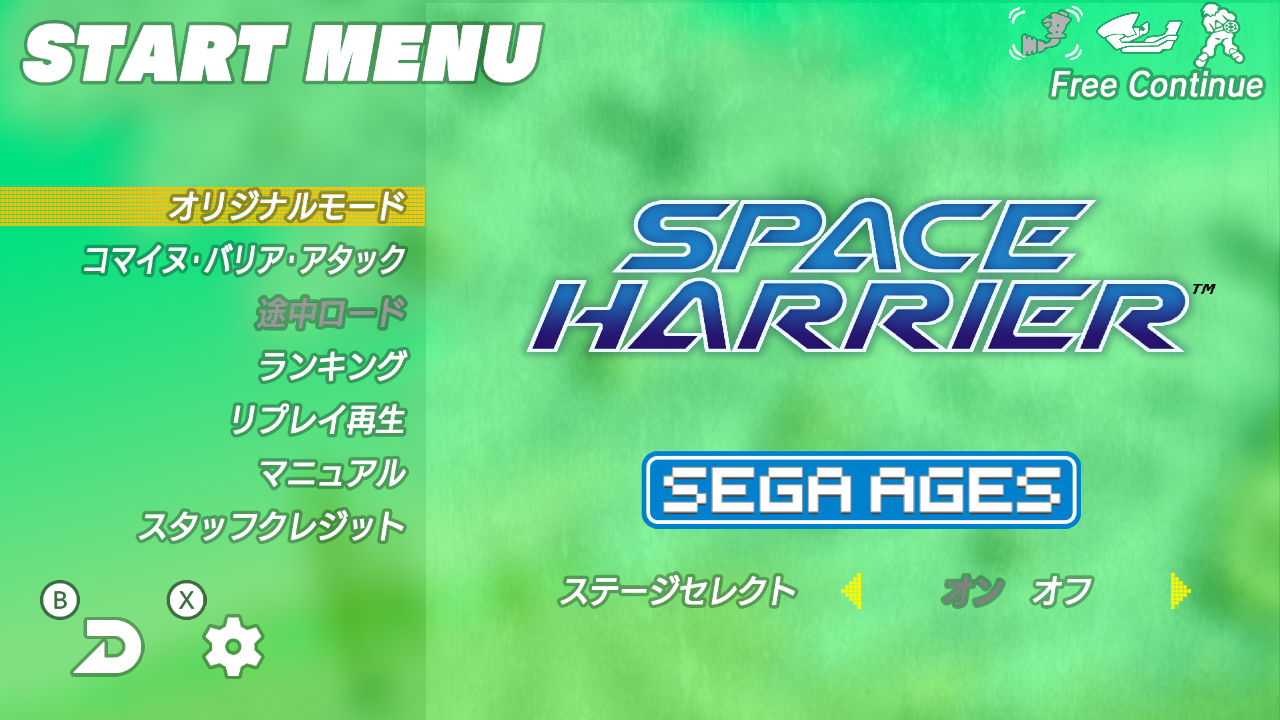 START MENU
Free Continue
オリジナルモード
コマイヌ・バリア・アタック
途中ロード
ランキング
リプレイ再生
マニュアル
スタッフクレジット
B
X
SPACE
HARRIER™
SEGA AGES
ステージセレクト オン オフ